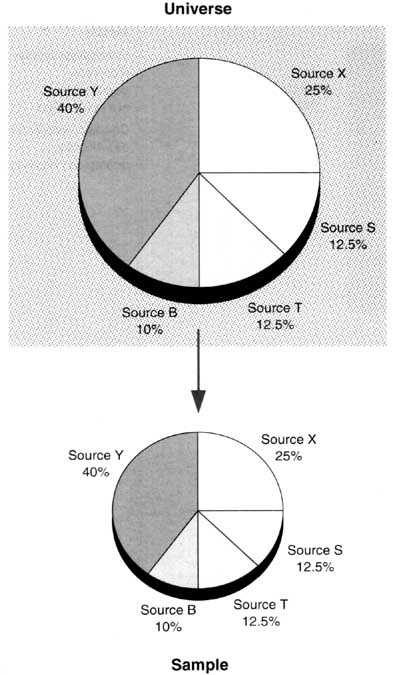 Universe
Source X
25%
Source Y
40%
Source S
12.5%
Source T
12.5%
Source B
10%
Source X
25%
Source Y
40%
Source S
12.5%
Source T
12.5%
Source B
10%
Sample